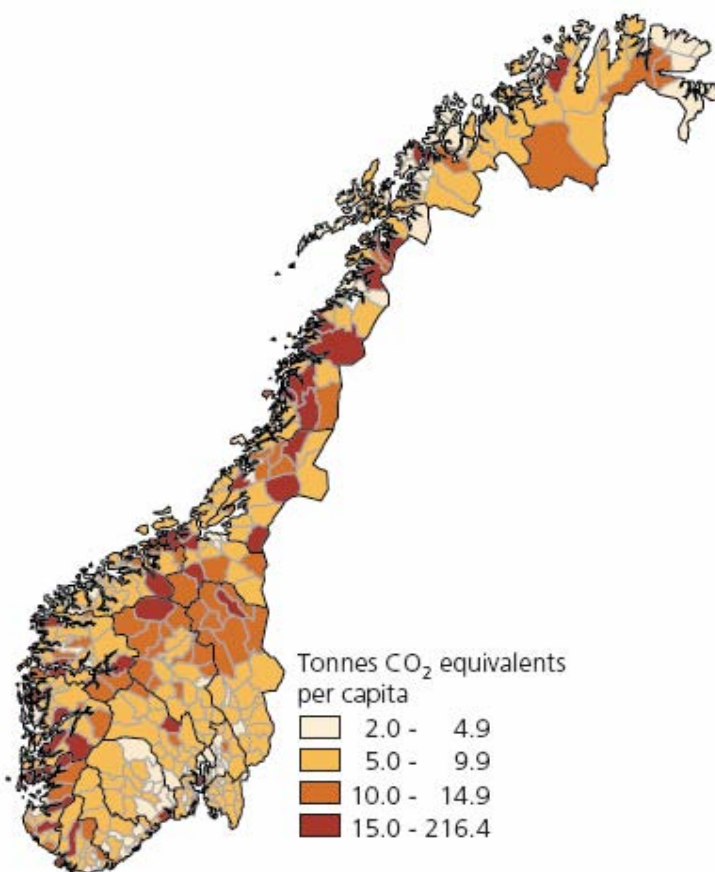 Tonnes CO₂ equivalents
per capita
2.0 - 4.9
5.0 - 9.9
10.0 - 14.9
15.0 - 216.4